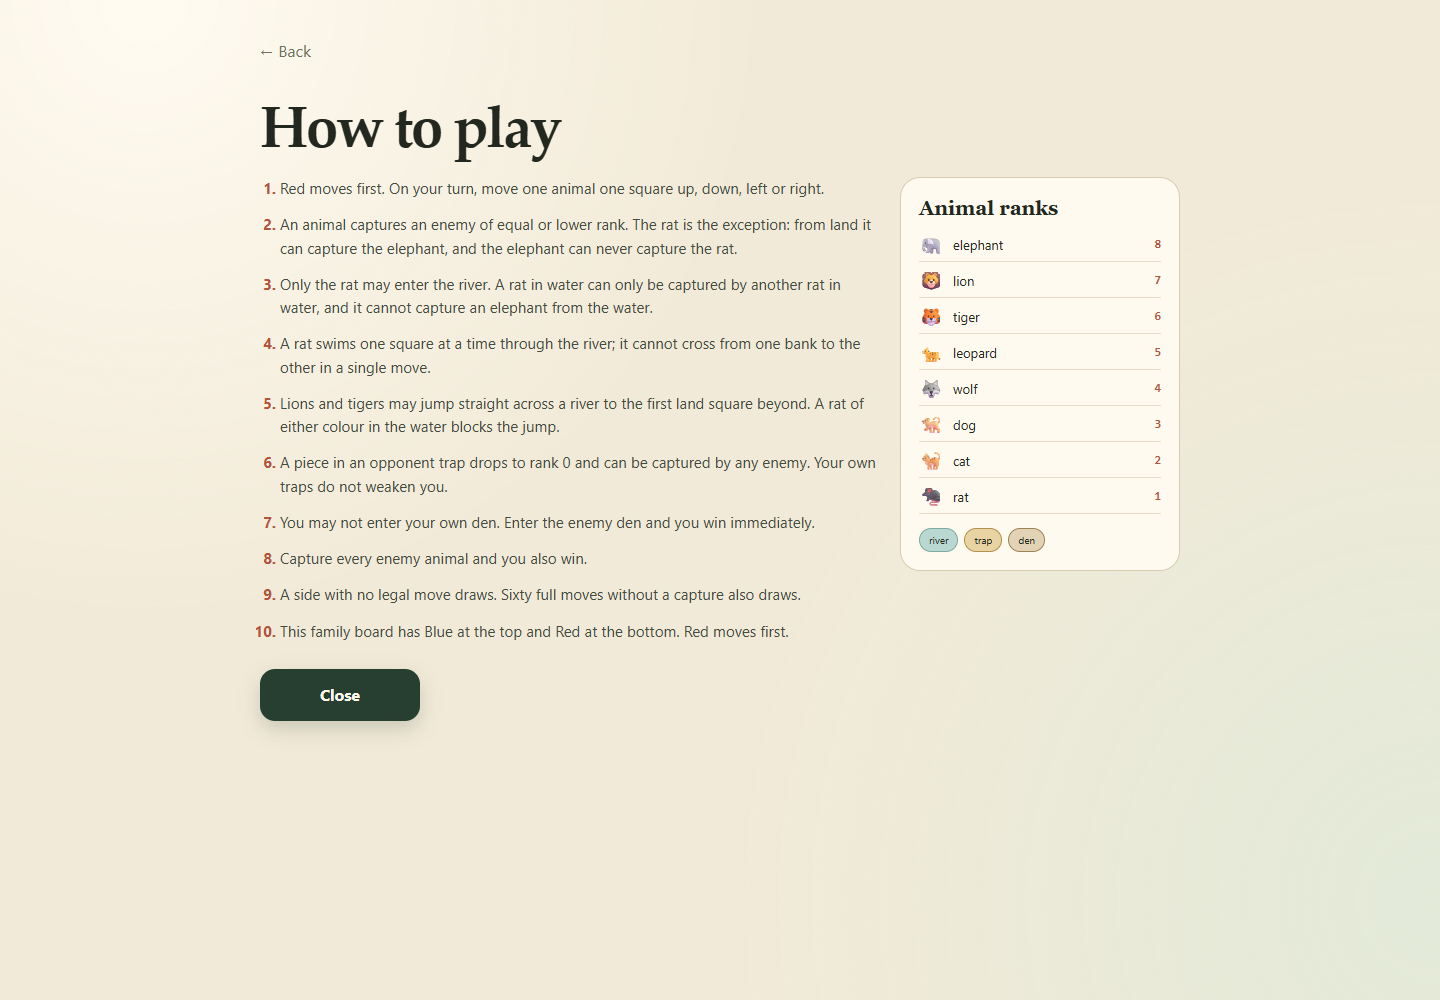 ← Back
How to play
1. Red moves first. On your turn, move one animal one square up, down, left or right.
2. An animal captures an enemy of equal or lower rank. The rat is the exception: from land it
can capture the elephant, and the elephant can never capture the rat.
3. Only the rat may enter the river. A rat in water can only be captured by another rat in
water, and it cannot capture an elephant from the water.
4. A rat swims one square at a time through the river; it cannot cross from one bank to the
other in a single move.
5. Lions and tigers may jump straight across a river to the first land square beyond. A rat of
either colour in the water blocks the jump.
6. A piece in an opponent trap drops to rank 0 and can be captured by any enemy. Your own
traps do not weaken you.
7. You may not enter your own den. Enter the enemy den and you win immediately.
8. Capture every enemy animal and you also win.
9. A side with no legal move draws. Sixty full moves without a capture also draws.
10. This family board has Blue at the top and Red at the bottom. Red moves first.
Close
Animal ranks
elephant 8
lion 7
tiger 6
leopard 5
wolf 4
dog 3
cat 2
rat 1
river trap den